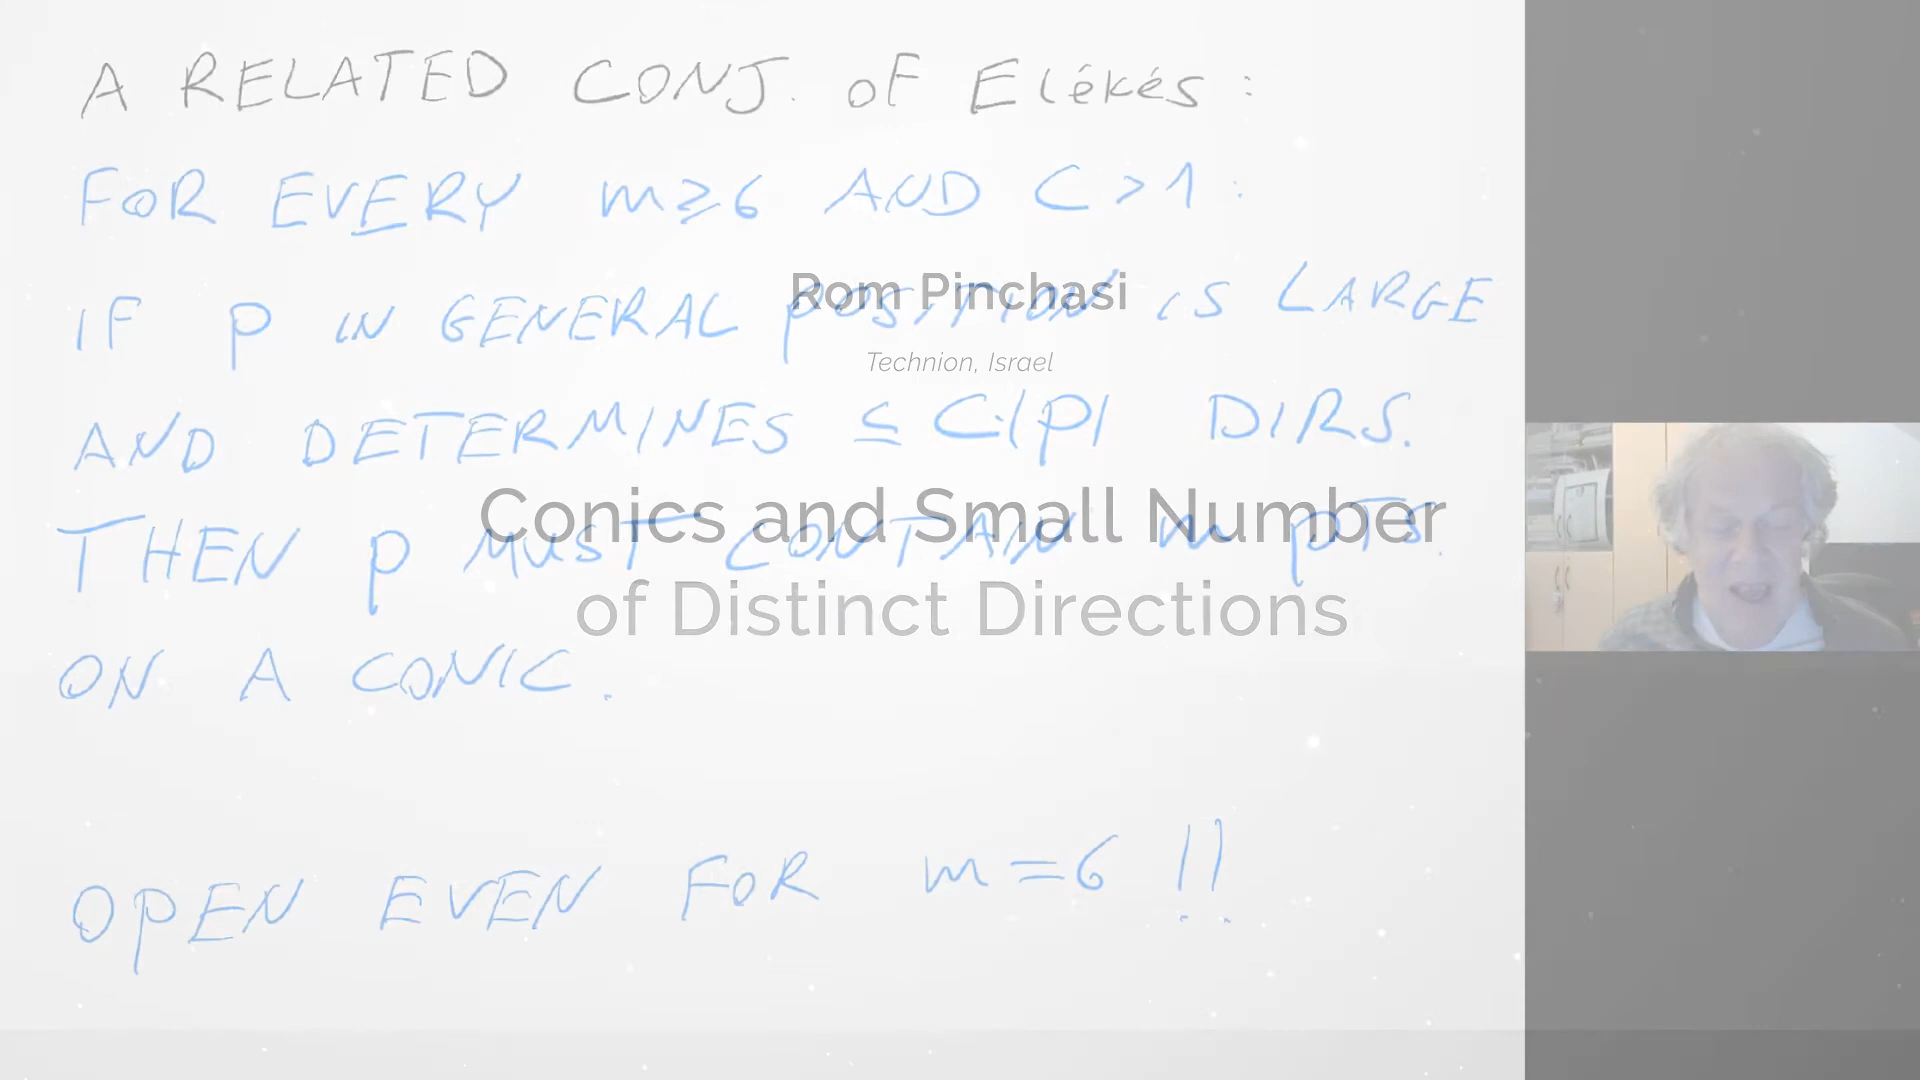 A RELATED CONJ. OF Elékés:
FOR EVERY m≥6 AND C>1:
Rom Pinchasi
IF P IN GENERAL POSITION IS LARGE
Technion, Israel
AND DETERMINES ≤ C·|P| DIRS.
Conics and Small Number
THEN P MUST CONTAIN m PTS.
of Distinct Directions
ON A CONIC.
OPEN EVEN FOR m=6 !!